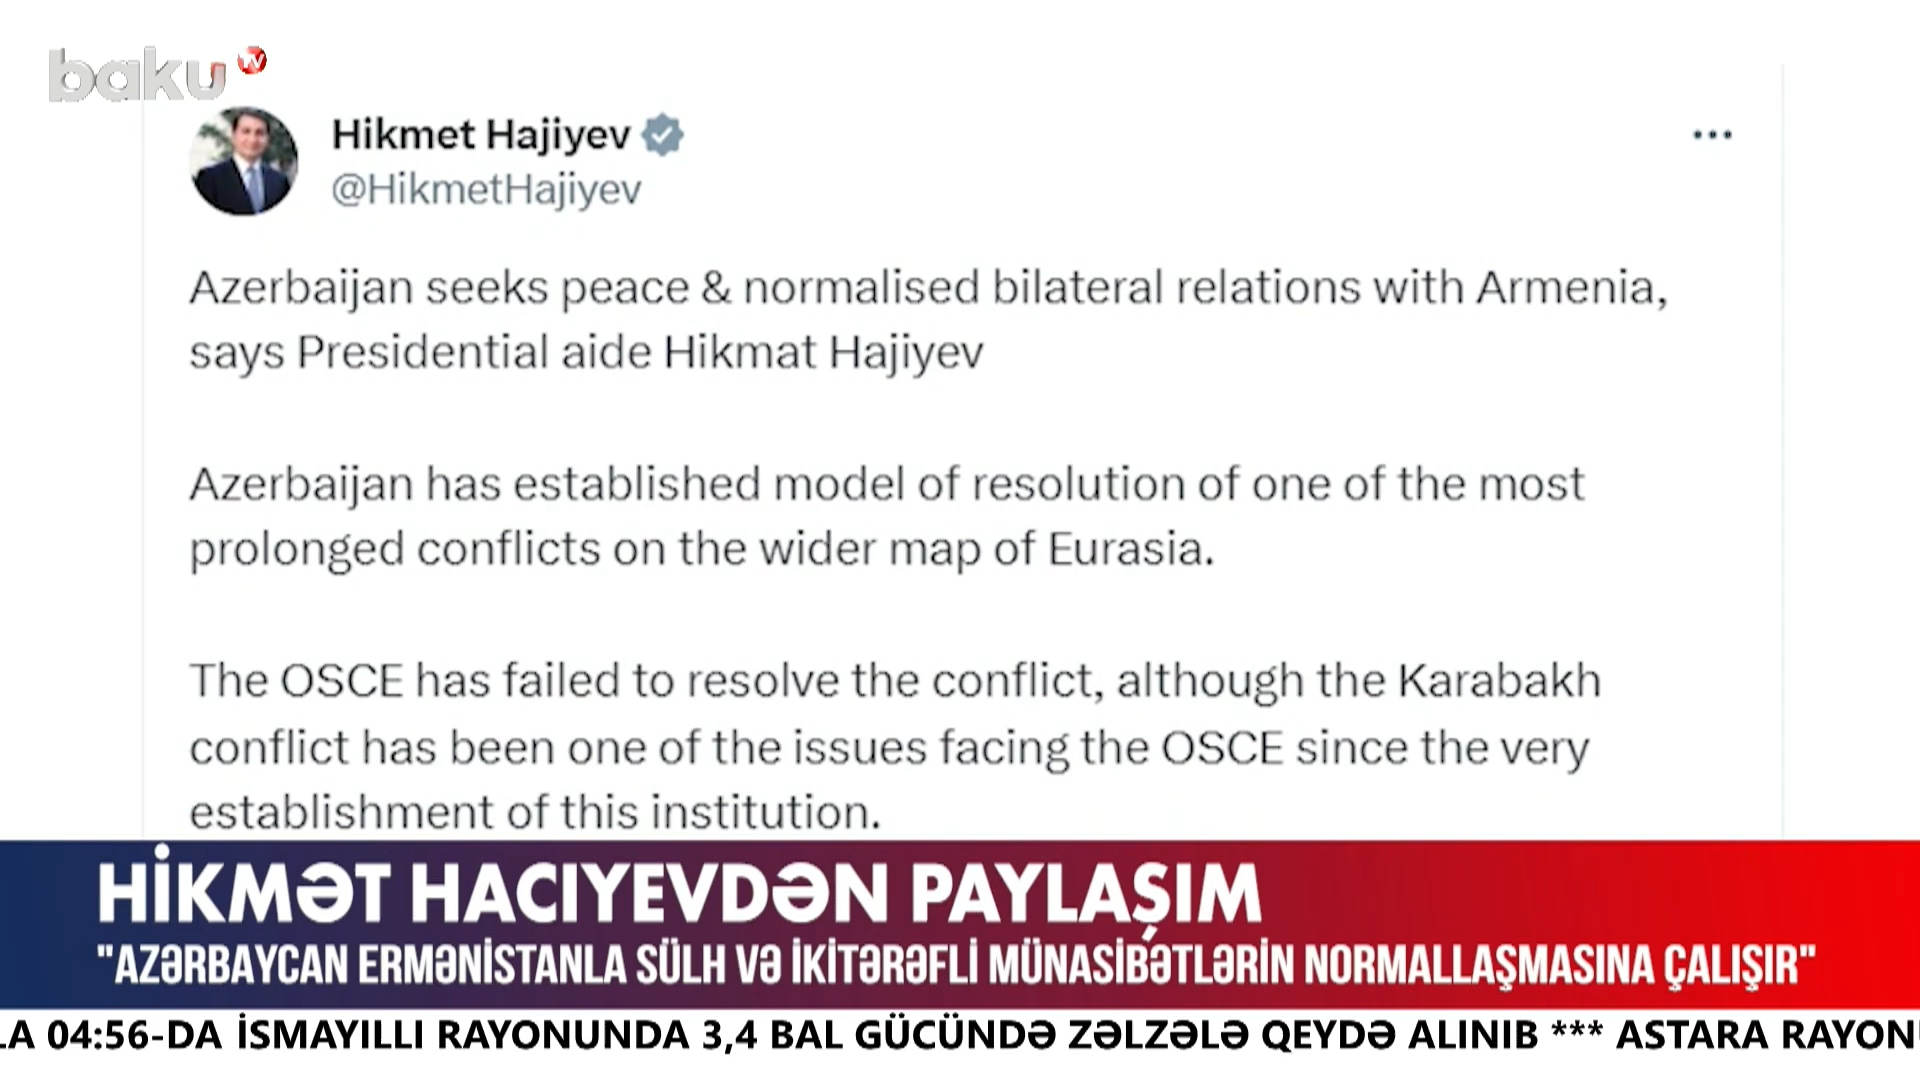 baku TV
Hikmet Hajiyev
@HikmetHajiyev
Azerbaijan seeks peace & normalised bilateral relations with Armenia,
says Presidential aide Hikmat Hajiyev
Azerbaijan has established model of resolution of one of the most
prolonged conflicts on the wider map of Eurasia.
The OSCE has failed to resolve the conflict, although the Karabakh
conflict has been one of the issues facing the OSCE since the very
establishment of this institution.
HİKMƏT HACIYEVDƏN PAYLAŞIM
"AZƏRBAYCAN ERMƏNİSTANLA SÜLH VƏ İKİTƏRƏFLİ MÜNASİBƏTLƏRİN NORMALLAŞMASINA ÇALIŞIR"
LA 04:56-DA İSMAYILLI RAYONUNDA 3,4 BAL GÜCÜNDƏ ZƏLZƏLƏ QEYDƏ ALINIB *** ASTARA RAYON